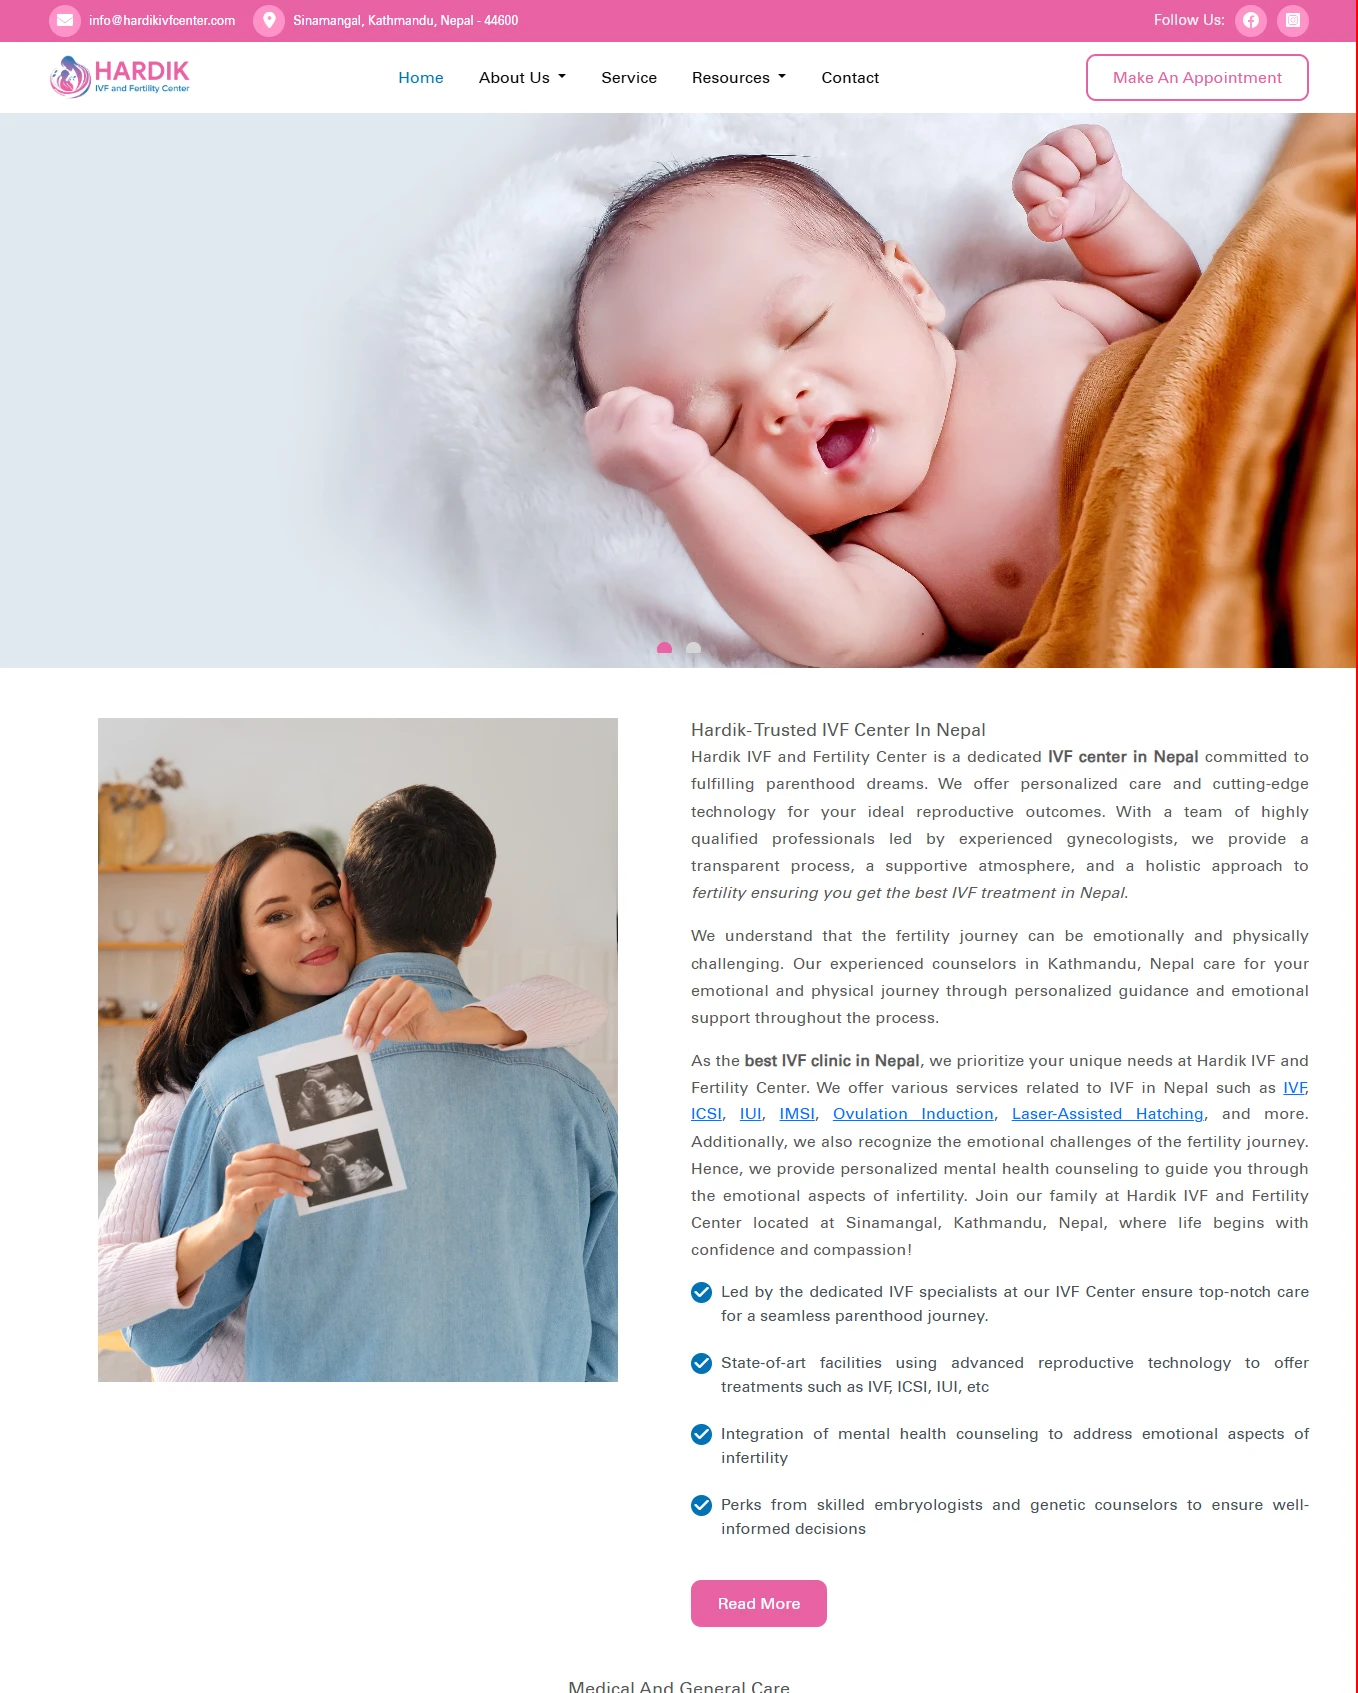 info@hardikivfcenter.com Sinamangal, Kathmandu, Nepal - 44600 Follow Us:
HARDIK
IVF and Fertility Center
Home About Us Service Resources Contact Make An Appointment
Hardik- Trusted IVF Center In Nepal
Hardik IVF and Fertility Center is a dedicated IVF center in Nepal committed to
fulfilling parenthood dreams. We offer personalized care and cutting-edge
technology for your ideal reproductive outcomes. With a team of highly
qualified professionals led by experienced gynecologists, we provide a
transparent process, a supportive atmosphere, and a holistic approach to
fertility ensuring you get the best IVF treatment in Nepal.
We understand that the fertility journey can be emotionally and physically
challenging. Our experienced counselors in Kathmandu, Nepal care for your
emotional and physical journey through personalized guidance and emotional
support throughout the process.
As the best IVF clinic in Nepal, we prioritize your unique needs at Hardik IVF and
Fertility Center. We offer various services related to IVF in Nepal such as IVF,
ICSI, IUI, IMSI, Ovulation Induction, Laser-Assisted Hatching, and more.
Additionally, we also recognize the emotional challenges of the fertility journey.
Hence, we provide personalized mental health counseling to guide you through
the emotional aspects of infertility. Join our family at Hardik IVF and Fertility
Center located at Sinamangal, Kathmandu, Nepal, where life begins with
confidence and compassion!
Led by the dedicated IVF specialists at our IVF Center ensure top-notch care
for a seamless parenthood journey.
State-of-art facilities using advanced reproductive technology to offer
treatments such as IVF, ICSI, IUI, etc
Integration of mental health counseling to address emotional aspects of
infertility
Perks from skilled embryologists and genetic counselors to ensure well-
informed decisions
Read More
Medical And General Care